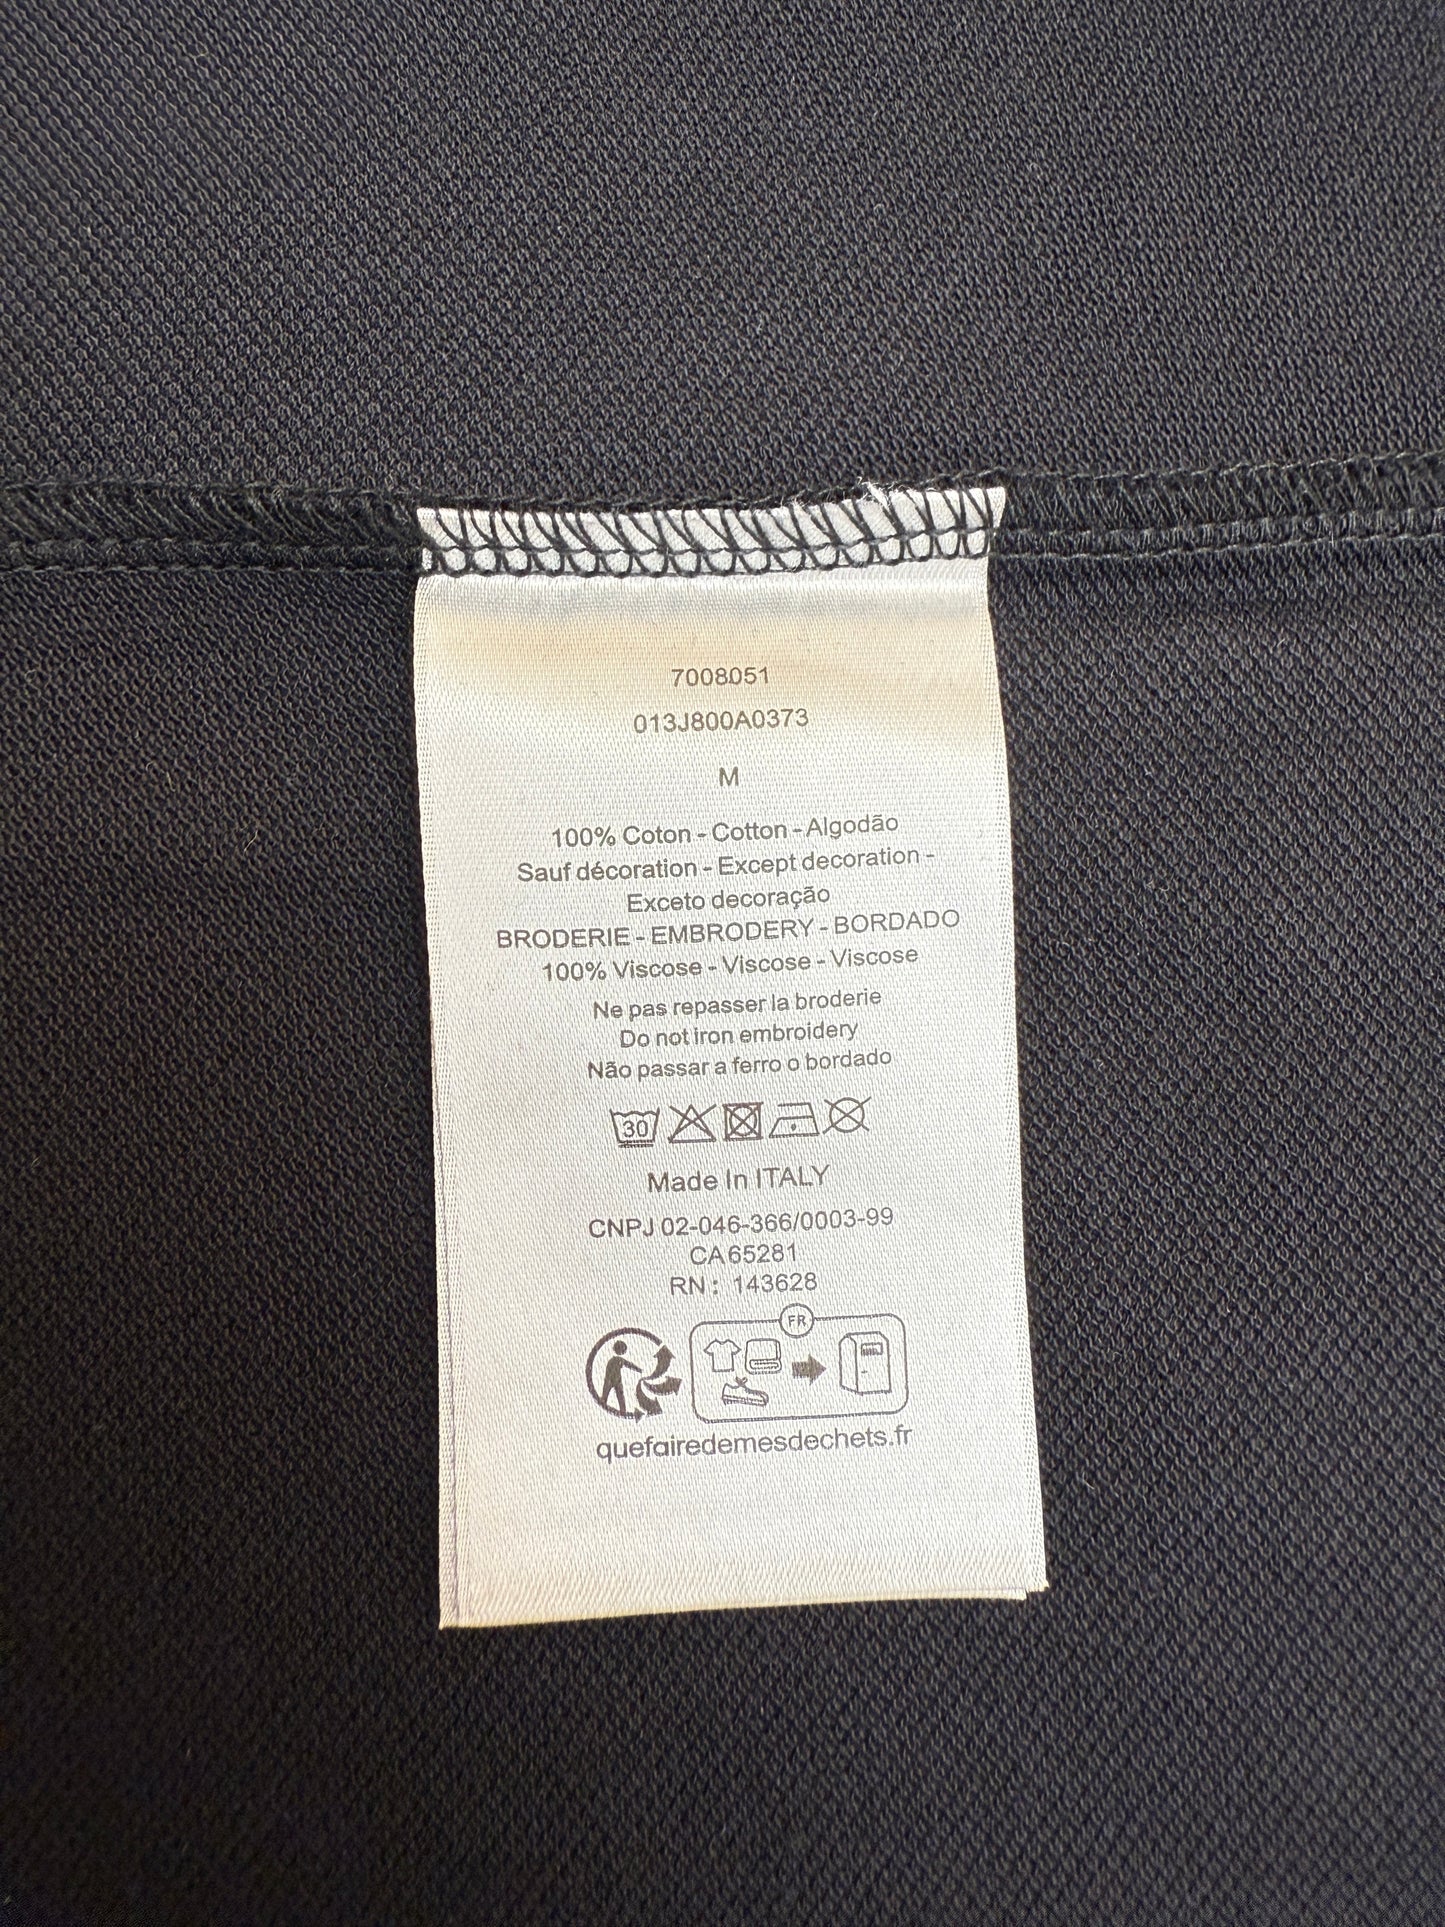 7008051
013J800A0373
M
100% Coton - Cotton - Algodão
Sauf décoration - Except decoration -
Exceto decoração
BRODERIE - EMBRODERY - BORDADO
100% Viscose - Viscose - Viscose
Ne pas repasser la broderie
Do not iron embroidery
Não passar a ferro o bordado
30
Made In ITALY
CNPJ 02-046-366/0003-99
CA 65281
RN : 143628
FR
quefairedemesdechets.fr